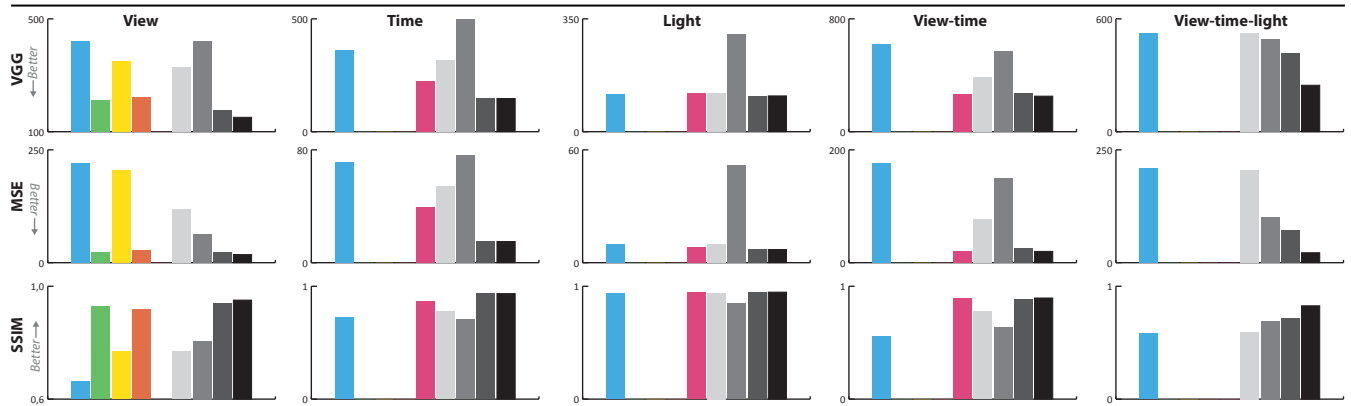 View Time Light View-time View-time-light
VGG
←Better
500 500 350 800 600
100 0 0 0 0
MSE
←Better
250 80 60 200 250
0 0 0 0 0
SSIM
Better→
1,0 1 1 1 1
0,6 0 0 0 0